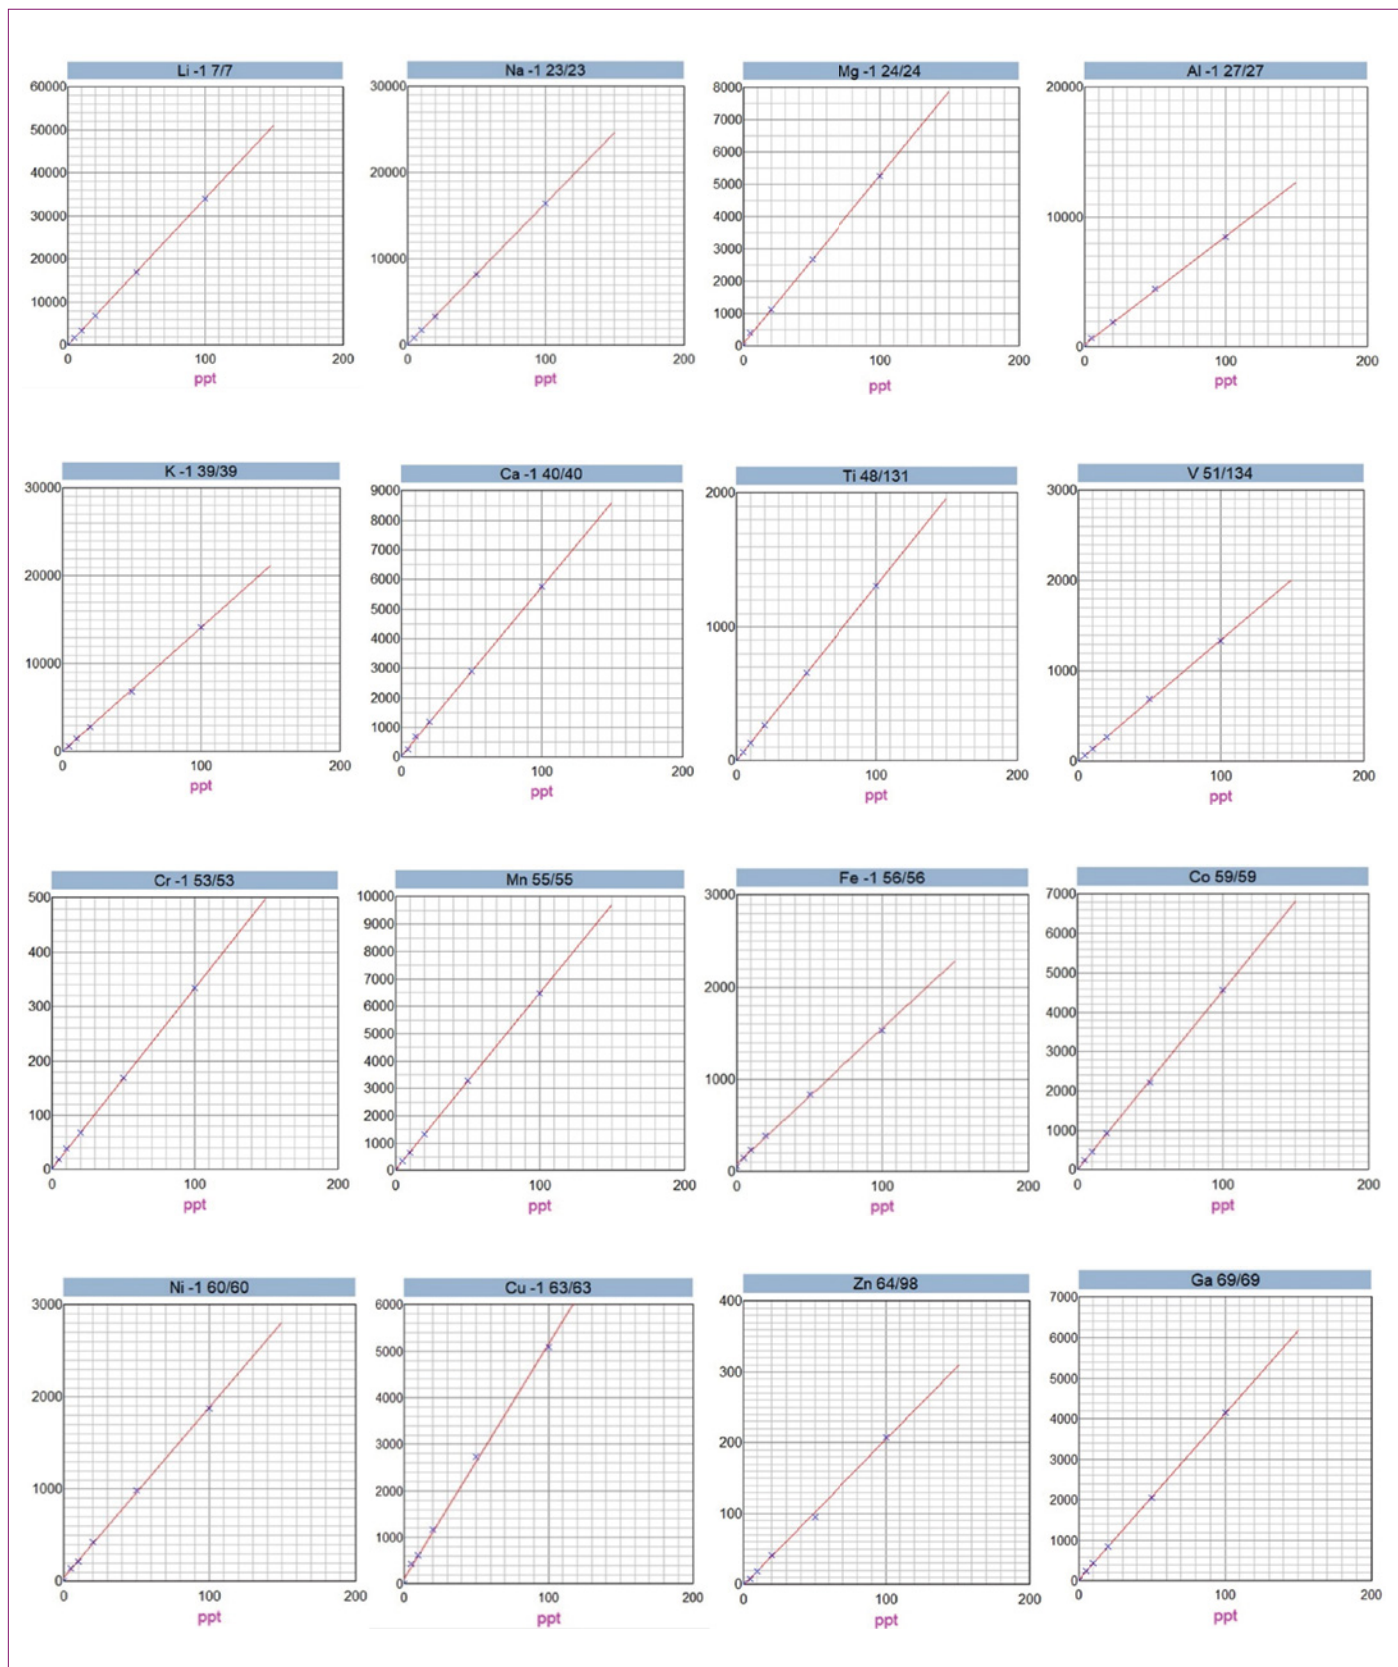 Li -1 7/7
60000
50000
40000
30000
20000
10000
0
0 100 200
ppt
Na -1 23/23
30000
20000
10000
0
0 100 200
ppt
Mg -1 24/24
8000
7000
6000
5000
4000
3000
2000
1000
0
0 100 200
ppt
Al -1 27/27
20000
10000
0
0 100 200
ppt
K -1 39/39
30000
20000
10000
0
0 100 200
ppt
Ca -1 40/40
9000
8000
7000
6000
5000
4000
3000
2000
1000
0
0 100 200
ppt
Ti 48/131
2000
1000
0
0 100 200
ppt
V 51/134
3000
2000
1000
0
0 100 200
ppt
Cr -1 53/53
500
400
300
200
100
0
0 100 200
ppt
Mn 55/55
10000
9000
8000
7000
6000
5000
4000
3000
2000
1000
0
0 100 200
ppt
Fe -1 56/56
3000
2000
1000
0
0 100 200
ppt
Co 59/59
7000
6000
5000
4000
3000
2000
1000
0
0 100 200
ppt
Ni -1 60/60
3000
2000
1000
0
0 100 200
ppt
Cu -1 63/63
6000
5000
4000
3000
2000
1000
0
0 100 200
ppt
Zn 64/98
400
300
200
100
0
0 100 200
ppt
Ga 69/69
7000
6000
5000
4000
3000
2000
1000
0
0 100 200
ppt